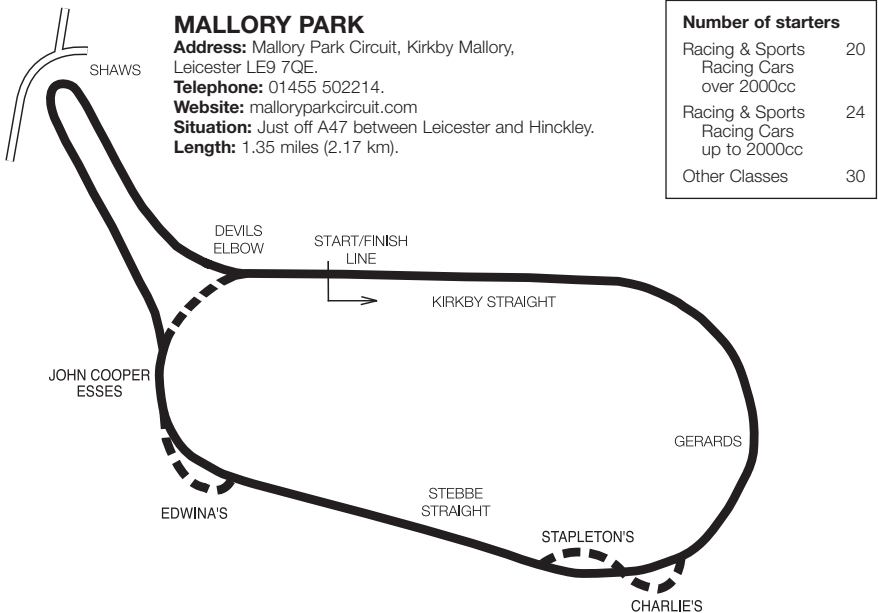 MALLORY PARK
Address: Mallory Park Circuit, Kirkby Mallory,
Leicester LE9 7QE.
Telephone: 01455 502214.
Website: malloryparkcircuit.com
Situation: Just off A47 between Leicester and Hinckley.
Length: 1.35 miles (2.17 km).
Number of starters
Racing & Sports 20
Racing Cars
over 2000cc
Racing & Sports 24
Racing Cars
up to 2000cc
Other Classes 30
SHAWS
DEVILS
ELBOW
START/FINISH
LINE
KIRKBY STRAIGHT
JOHN COOPER
ESSES
GERARDS
EDWINA'S
STEBBE
STRAIGHT
STAPLETON'S
CHARLIE'S